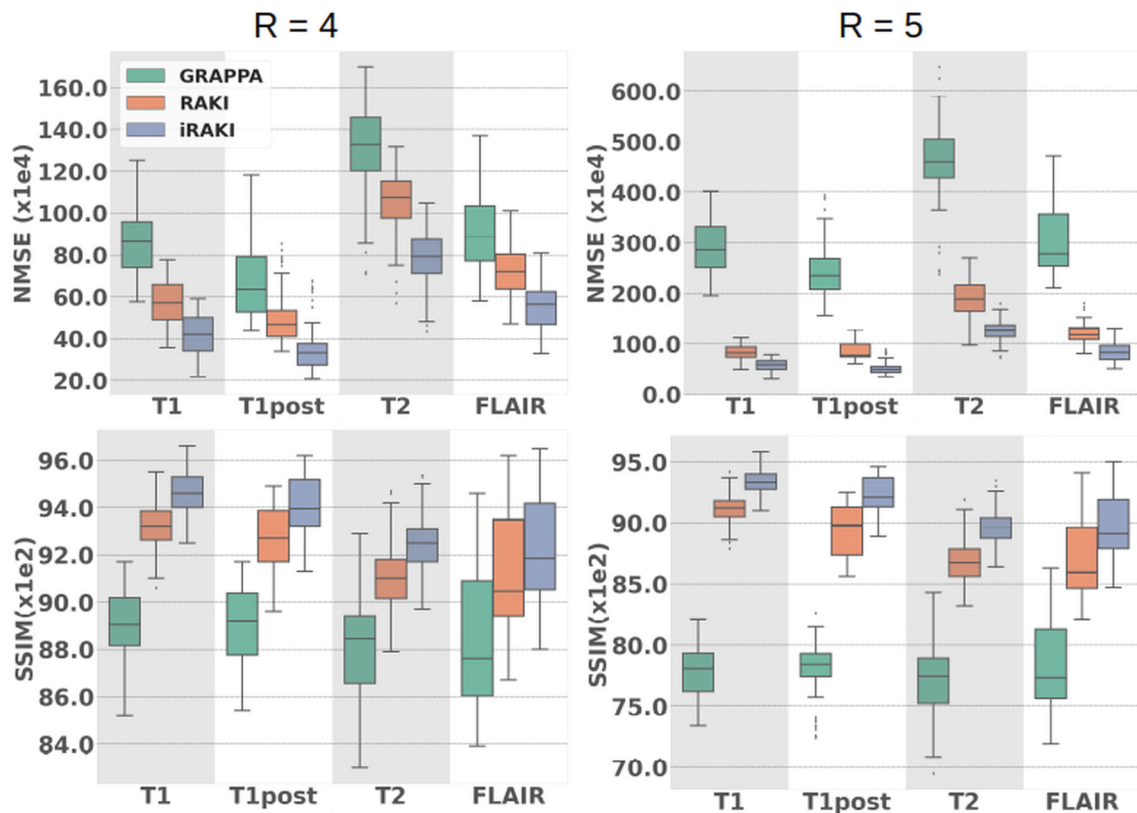 R = 4
R = 5
GRAPPA
RAKI
iRAKI
NMSE (x1e4)
160.0
140.0
120.0
100.0
80.0
60.0
40.0
20.0
T1 T1post T2 FLAIR
NMSE (x1e4)
600.0
500.0
400.0
300.0
200.0
100.0
0.0
T1 T1post T2 FLAIR
SSIM(x1e2)
96.0
94.0
92.0
90.0
88.0
86.0
84.0
T1 T1post T2 FLAIR
SSIM(x1e2)
95.0
90.0
85.0
80.0
75.0
70.0
T1 T1post T2 FLAIR